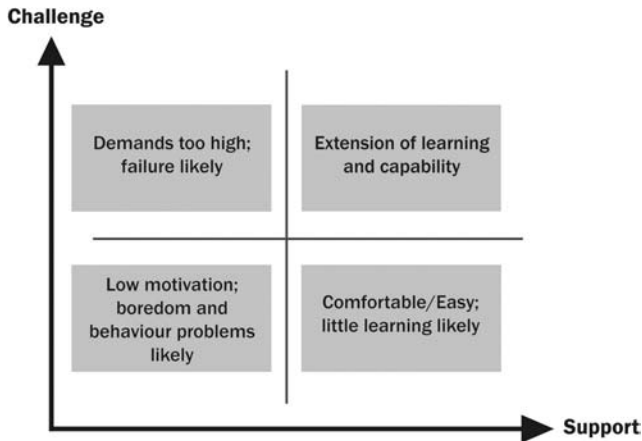 Challenge
Demands too high;
failure likely
Extension of learning
and capability
Low motivation;
boredom and
behaviour problems
likely
Comfortable/Easy;
little learning likely
Support